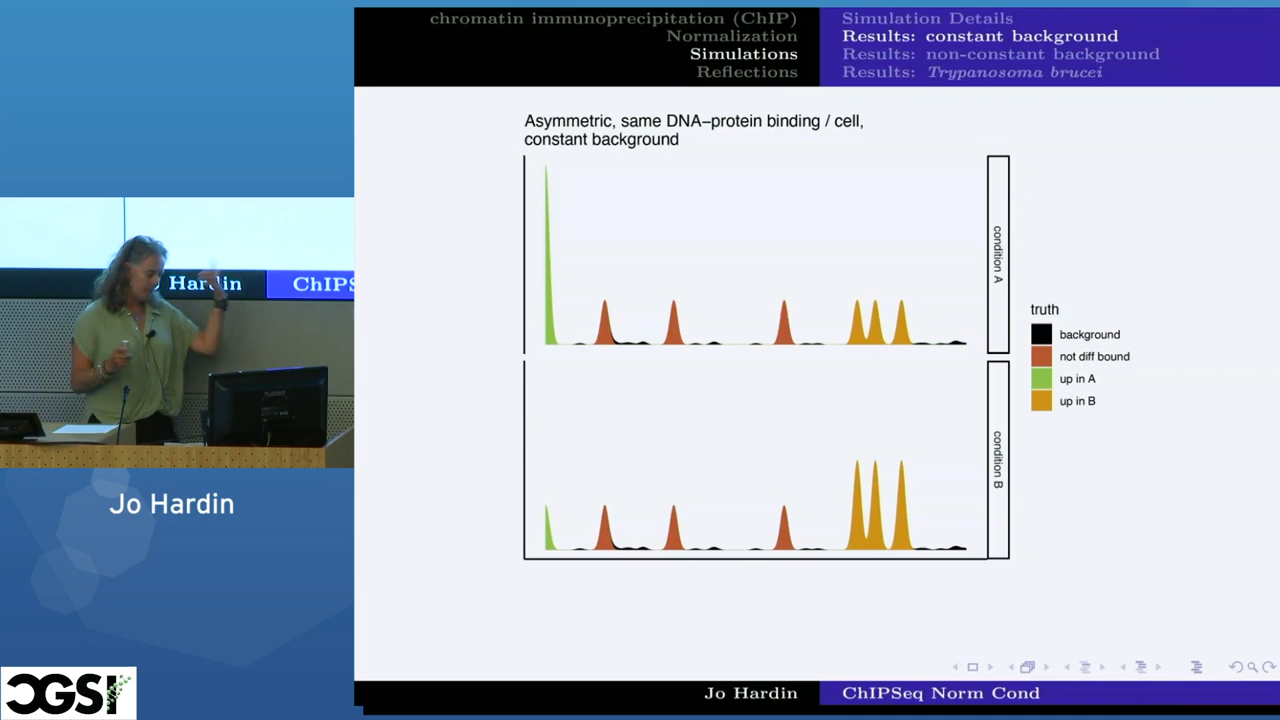 chromatin immunoprecipitation (ChIP)
Normalization
Simulations
Reflections
Simulation Details
Results: constant background
Results: non-constant background
Results: Trypanosoma brucei
Asymmetric, same DNA–protein binding / cell,
constant background
condition A
condition B
truth
background
not diff bound
up in A
up in B
Jo Hardin
ChIPSeq Norm Cond
Hardin
ChIPS
Jo Hardin
CGSI